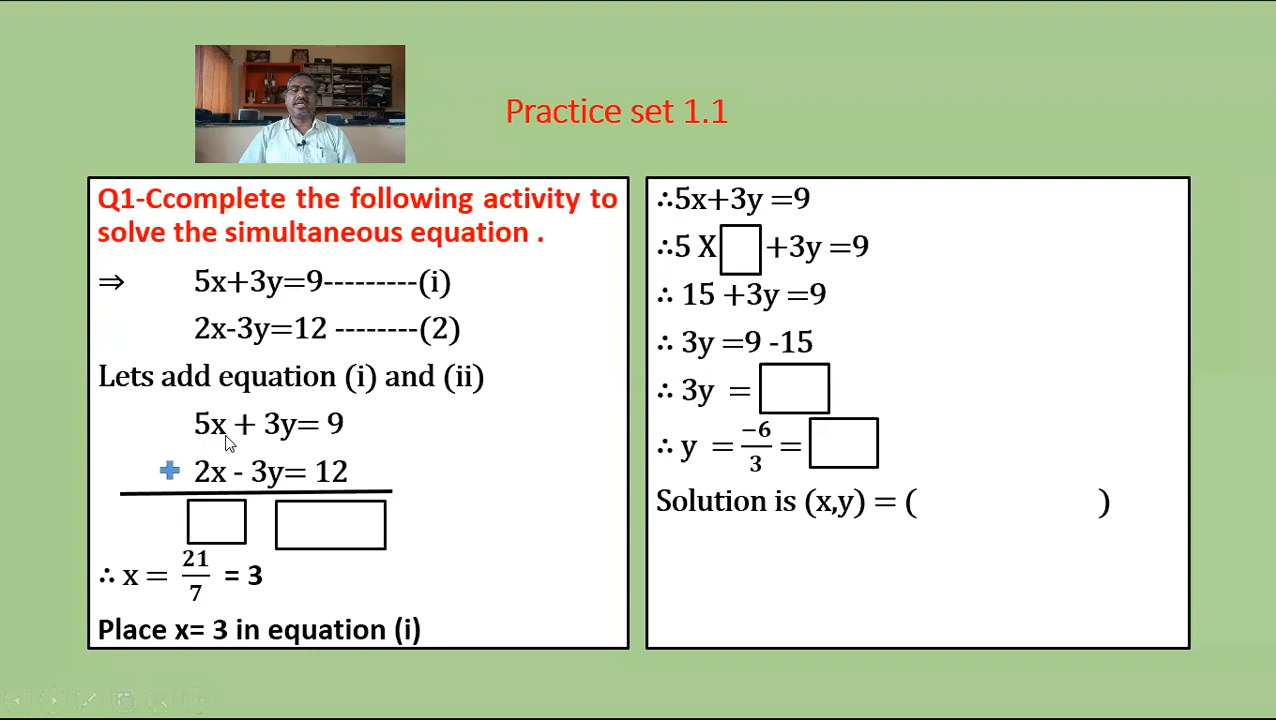 Practice set 1.1
Q1-Ccomplete the following activity to
solve the simultaneous equation .
⇒ 5x+3y=9---------(i)
2x-3y=12 --------(2)
Lets add equation (i) and (ii)
5x + 3y= 9
+ 2x - 3y= 12
∴ x = 21/7 = 3
Place x= 3 in equation (i)
∴5x+3y =9
∴5 X +3y =9
∴ 15 +3y =9
∴ 3y =9 -15
∴ 3y =
∴ y = −6/3 =
Solution is (x,y) = ( )